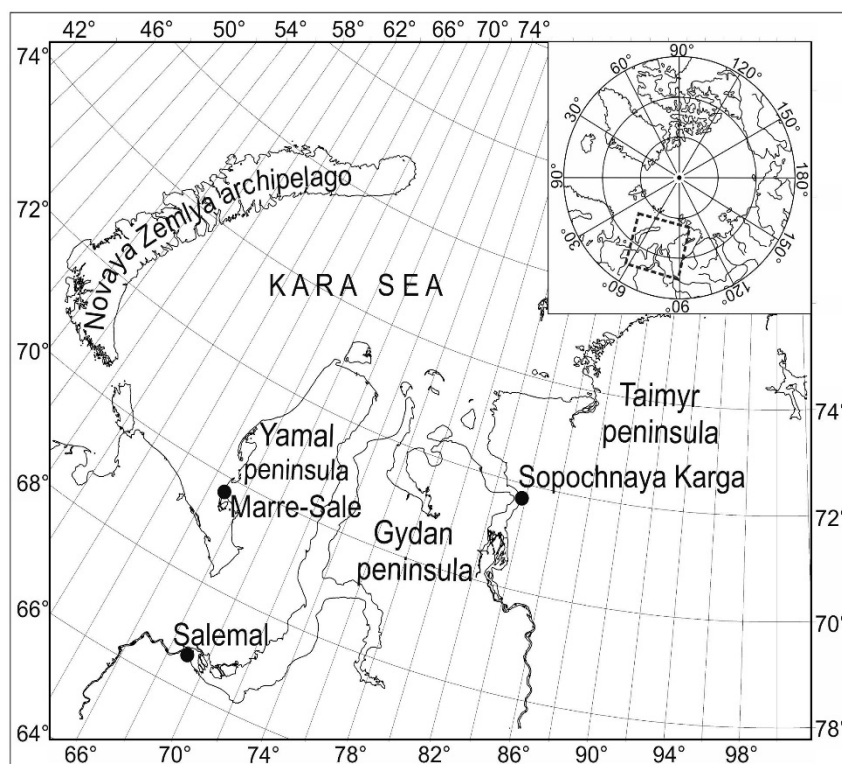 42° 46° 50° 54° 58° 62° 66° 70° 74°
74°
72°
70°
68°
66°
64°
90°
60° 120°
30° 150°
90° 180°
30° 150°
60° 120°
90°
Novaya Zemlya archipelago
KARA SEA
Taimyr
peninsula
74°
Yamal
peninsula
Sopochnaya Karga
Marre-Sale
72°
Gydan
peninsula
70°
Salemal
78°
66° 70° 74° 78° 82° 86° 90° 94° 98°